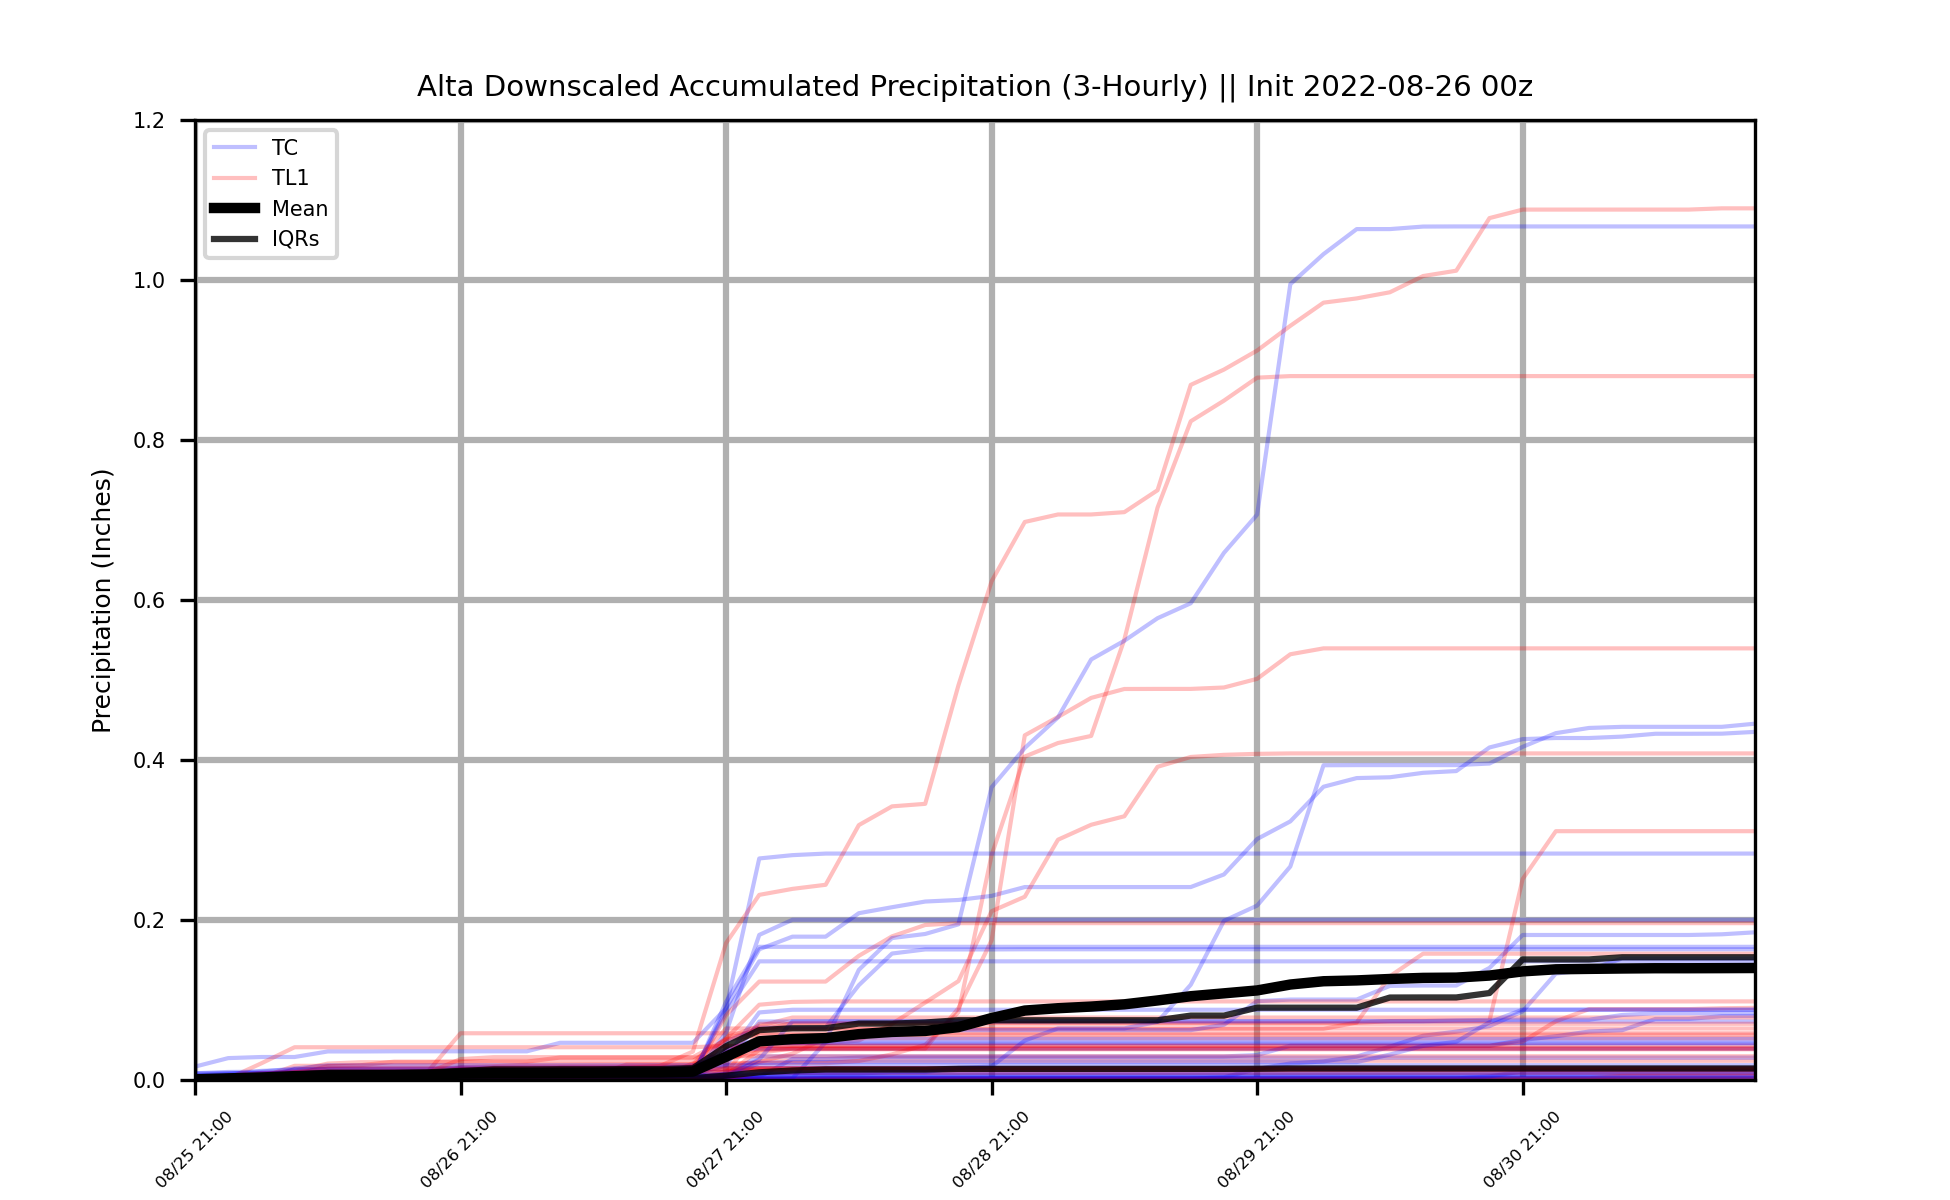 Alta Downscaled Accumulated Precipitation (3-Hourly) || Init 2022-08-26 00z
TC
TL1
Mean
IQRs
Precipitation (Inches)
1.2
1.0
0.8
0.6
0.4
0.2
0.0
08/25 21:00
08/26 21:00
08/27 21:00
08/28 21:00
08/29 21:00
08/30 21:00